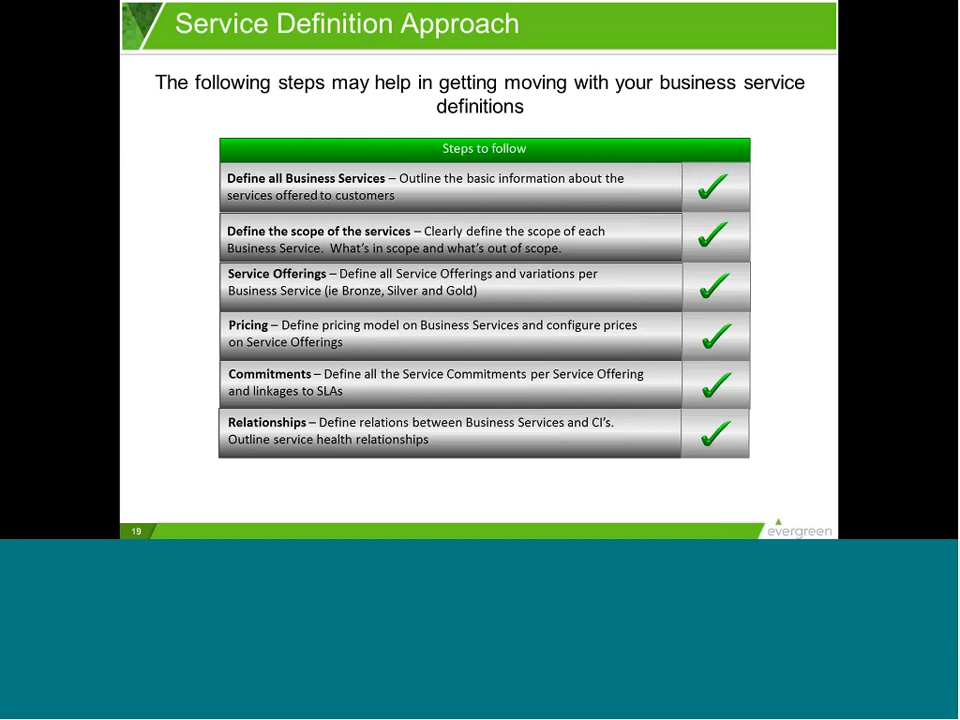 Service Definition Approach
The following steps may help in getting moving with your business service
definitions
Steps to follow
Define all Business Services – Outline the basic information about the
services offered to customers
Define the scope of the services – Clearly define the scope of each
Business Service.  What's in scope and what's out of scope.
Service Offerings – Define all Service Offerings and variations per
Business Service (ie Bronze, Silver and Gold)
Pricing – Define pricing model on Business Services and configure prices
on Service Offerings
Commitments – Define all the Service Commitments per Service Offering
and linkages to SLAs
Relationships – Define relations between Business Services and CI's.
Outline service health relationships
19
evergreen